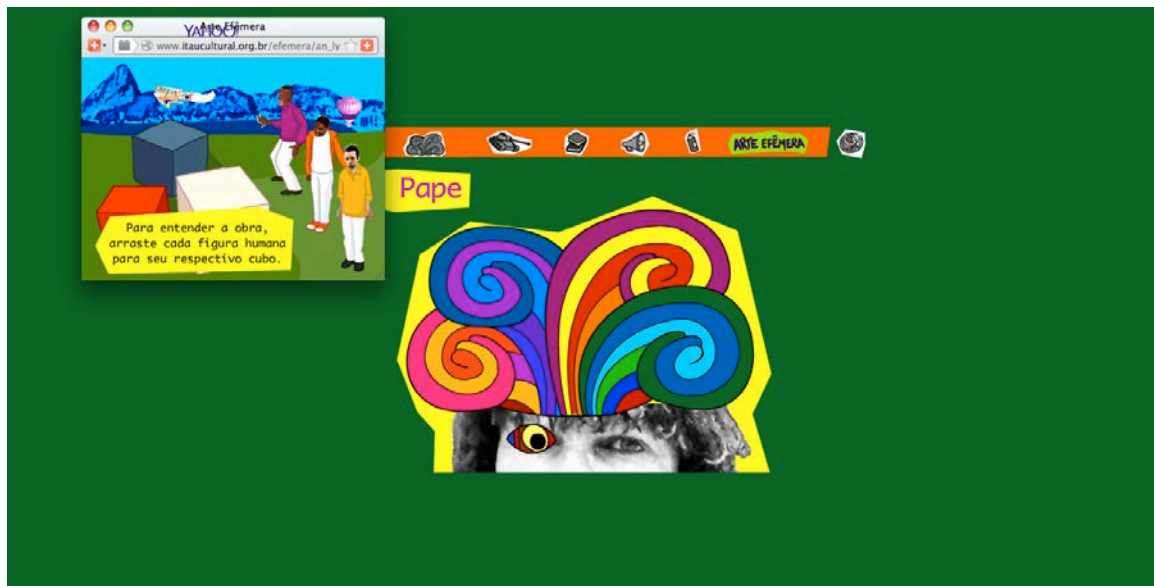 Arte Efêmera
YAHOO!
www.itaucultural.org.br/efemera/an_ly
ARTE EFÊMERA
Pape
Para entender a obra,
arraste cada figura humana
para seu respectivo cubo.